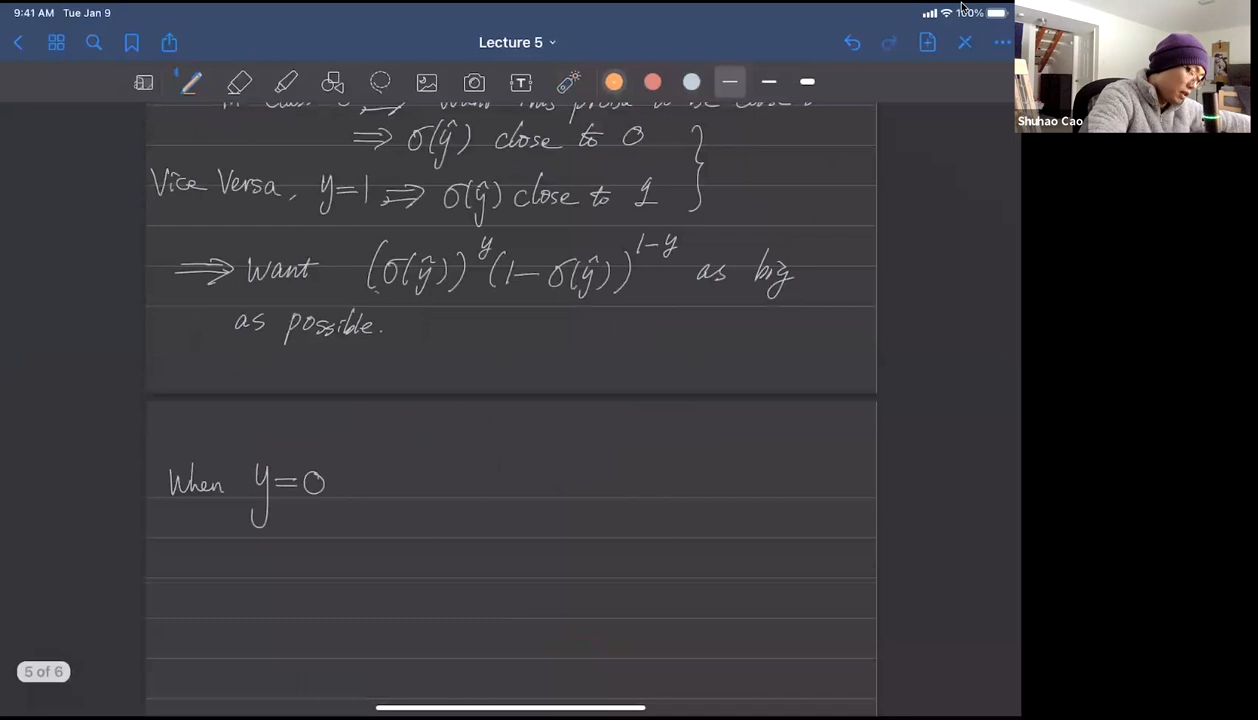 9:41 AM Tue Jan 9
100%
Lecture 5
Shuhao Cao
⟹ σ(ŷ) close to 0
Vice Versa, y=1 ⟹ σ(ŷ) close to 1
⟹ Want (σ(ŷ))^y (1-σ(ŷ))^{1-y} as big
as possible.
When y=0
5 of 6